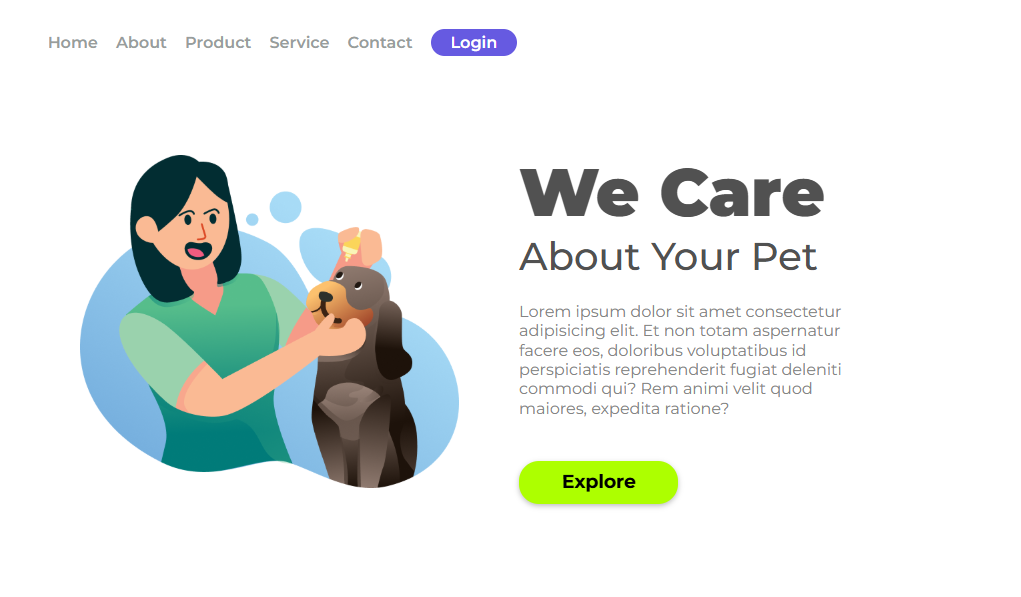 Home About Product Service Contact Login
We Care
About Your Pet
Lorem ipsum dolor sit amet consectetur
adipisicing elit. Et non totam aspernatur
facere eos, doloribus voluptatibus id
perspiciatis reprehenderit fugiat deleniti
commodi qui? Rem animi velit quod
maiores, expedita ratione?
Explore